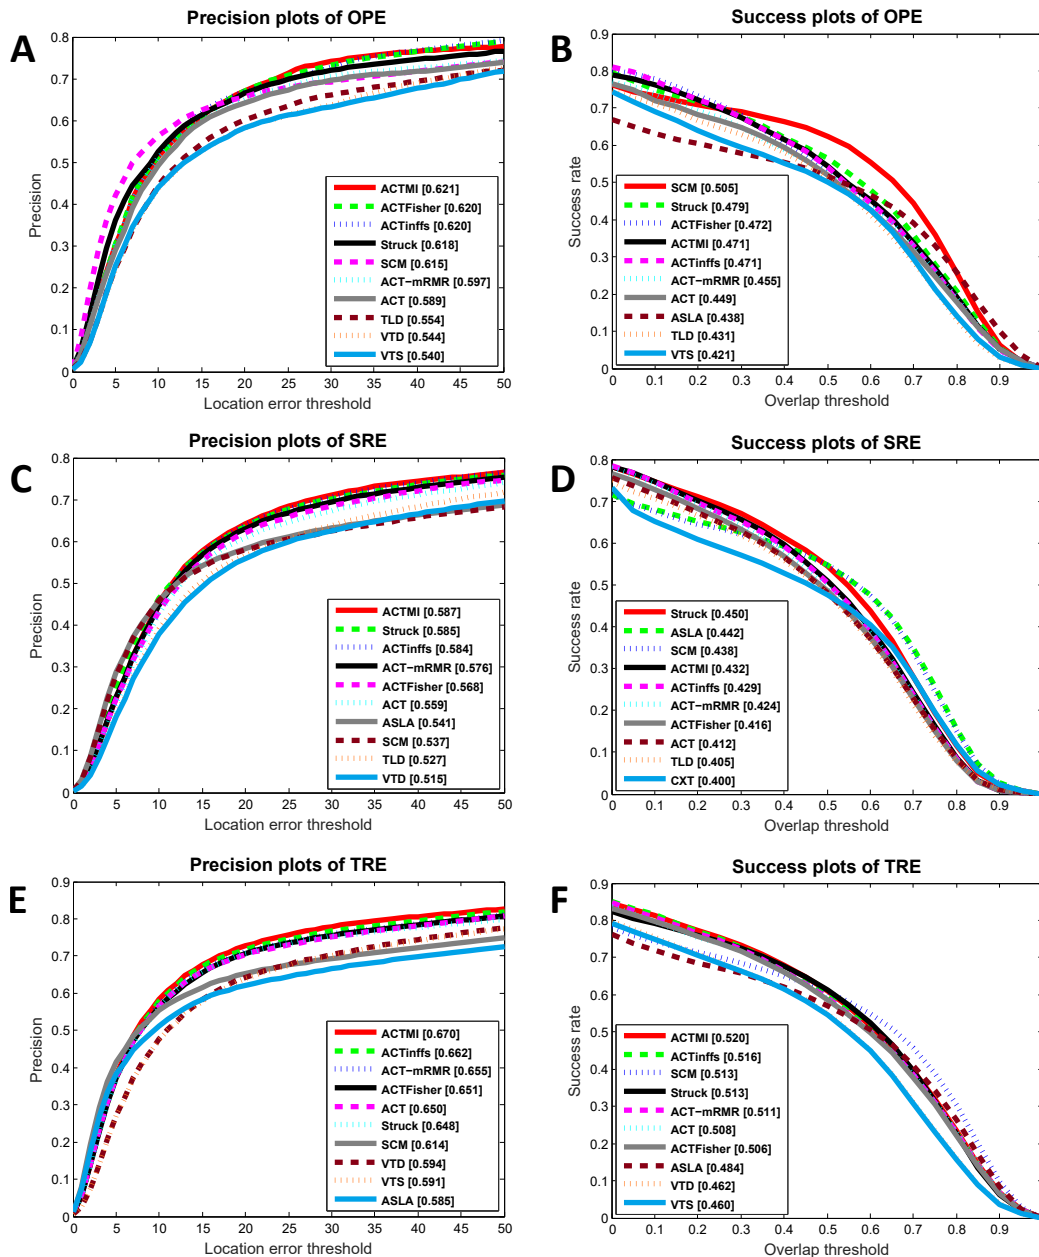 A
Precision plots of OPE
Precision
0.8
0.7
0.6
0.5
0.4
0.3
0.2
0.1
0
ACTMI [0.621]
ACTFisher [0.620]
ACTinffs [0.620]
Struck [0.618]
SCM [0.615]
ACT-mRMR [0.597]
ACT [0.589]
TLD [0.554]
VTD [0.544]
VTS [0.540]
0 5 10 15 20 25 30 35 40 45 50
Location error threshold
B
Success plots of OPE
Success rate
0.9
0.8
0.7
0.6
0.5
0.4
0.3
0.2
0.1
0
SCM [0.505]
Struck [0.479]
ACTFisher [0.472]
ACTMI [0.471]
ACTinffs [0.471]
ACT-mRMR [0.455]
ACT [0.449]
ASLA [0.438]
TLD [0.431]
VTS [0.421]
0 0.1 0.2 0.3 0.4 0.5 0.6 0.7 0.8 0.9
Overlap threshold
C
Precision plots of SRE
Precision
0.8
0.7
0.6
0.5
0.4
0.3
0.2
0.1
0
ACTMI [0.587]
Struck [0.585]
ACTinffs [0.584]
ACT-mRMR [0.576]
ACTFisher [0.568]
ACT [0.559]
ASLA [0.541]
SCM [0.537]
TLD [0.527]
VTD [0.515]
0 5 10 15 20 25 30 35 40 45 50
Location error threshold
D
Success plots of SRE
Success rate
0.8
0.7
0.6
0.5
0.4
0.3
0.2
0.1
0
Struck [0.450]
ASLA [0.442]
SCM [0.438]
ACTMI [0.432]
ACTinffs [0.429]
ACT-mRMR [0.424]
ACTFisher [0.416]
ACT [0.412]
TLD [0.405]
CXT [0.400]
0 0.1 0.2 0.3 0.4 0.5 0.6 0.7 0.8 0.9
Overlap threshold
E
Precision plots of TRE
Precision
0.9
0.8
0.7
0.6
0.5
0.4
0.3
0.2
0.1
0
ACTMI [0.670]
ACTinffs [0.662]
ACT-mRMR [0.655]
ACTFisher [0.651]
ACT [0.650]
Struck [0.648]
SCM [0.614]
VTD [0.594]
VTS [0.591]
ASLA [0.585]
0 5 10 15 20 25 30 35 40 45 50
Location error threshold
F
Success plots of TRE
Success rate
0.9
0.8
0.7
0.6
0.5
0.4
0.3
0.2
0.1
0
ACTMI [0.520]
ACTinffs [0.516]
SCM [0.513]
Struck [0.513]
ACT-mRMR [0.511]
ACT [0.508]
ACTFisher [0.506]
ASLA [0.484]
VTD [0.462]
VTS [0.460]
0 0.1 0.2 0.3 0.4 0.5 0.6 0.7 0.8 0.9
Overlap threshold